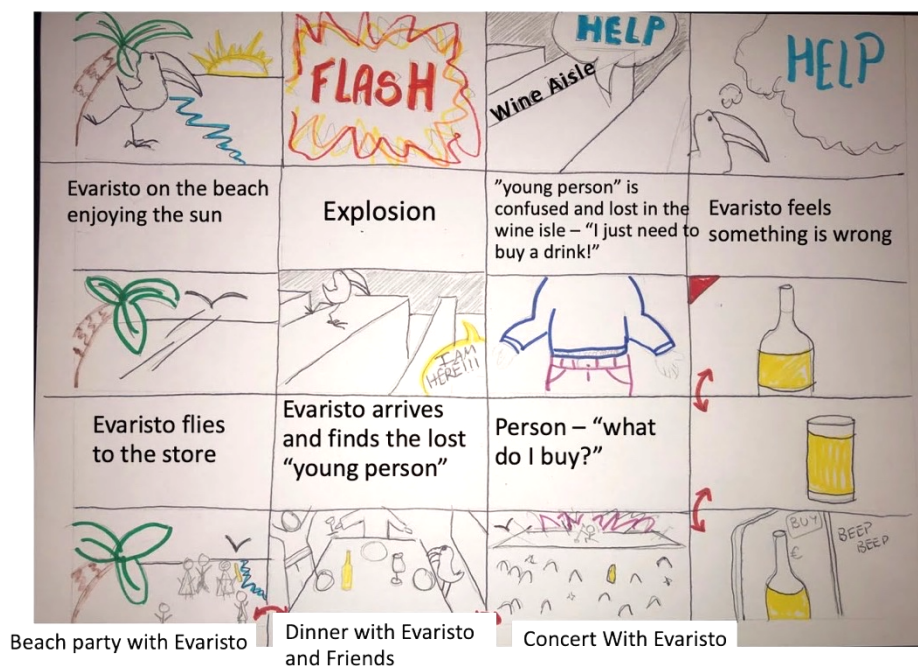 FLASH
HELP
Wine Aisle
HELP
Evaristo on the beach
enjoying the sun
Explosion
”young person” is
confused and lost in the
wine isle – “I just need to
buy a drink!”
Evaristo feels
something is wrong
I AM
HERE!!!
Evaristo flies
to the store
Evaristo arrives
and finds the lost
“young person”
Person – “what
do I buy?”
BUY
€
BEEP
BEEP
Beach party with Evaristo
Dinner with Evaristo
and Friends
Concert With Evaristo